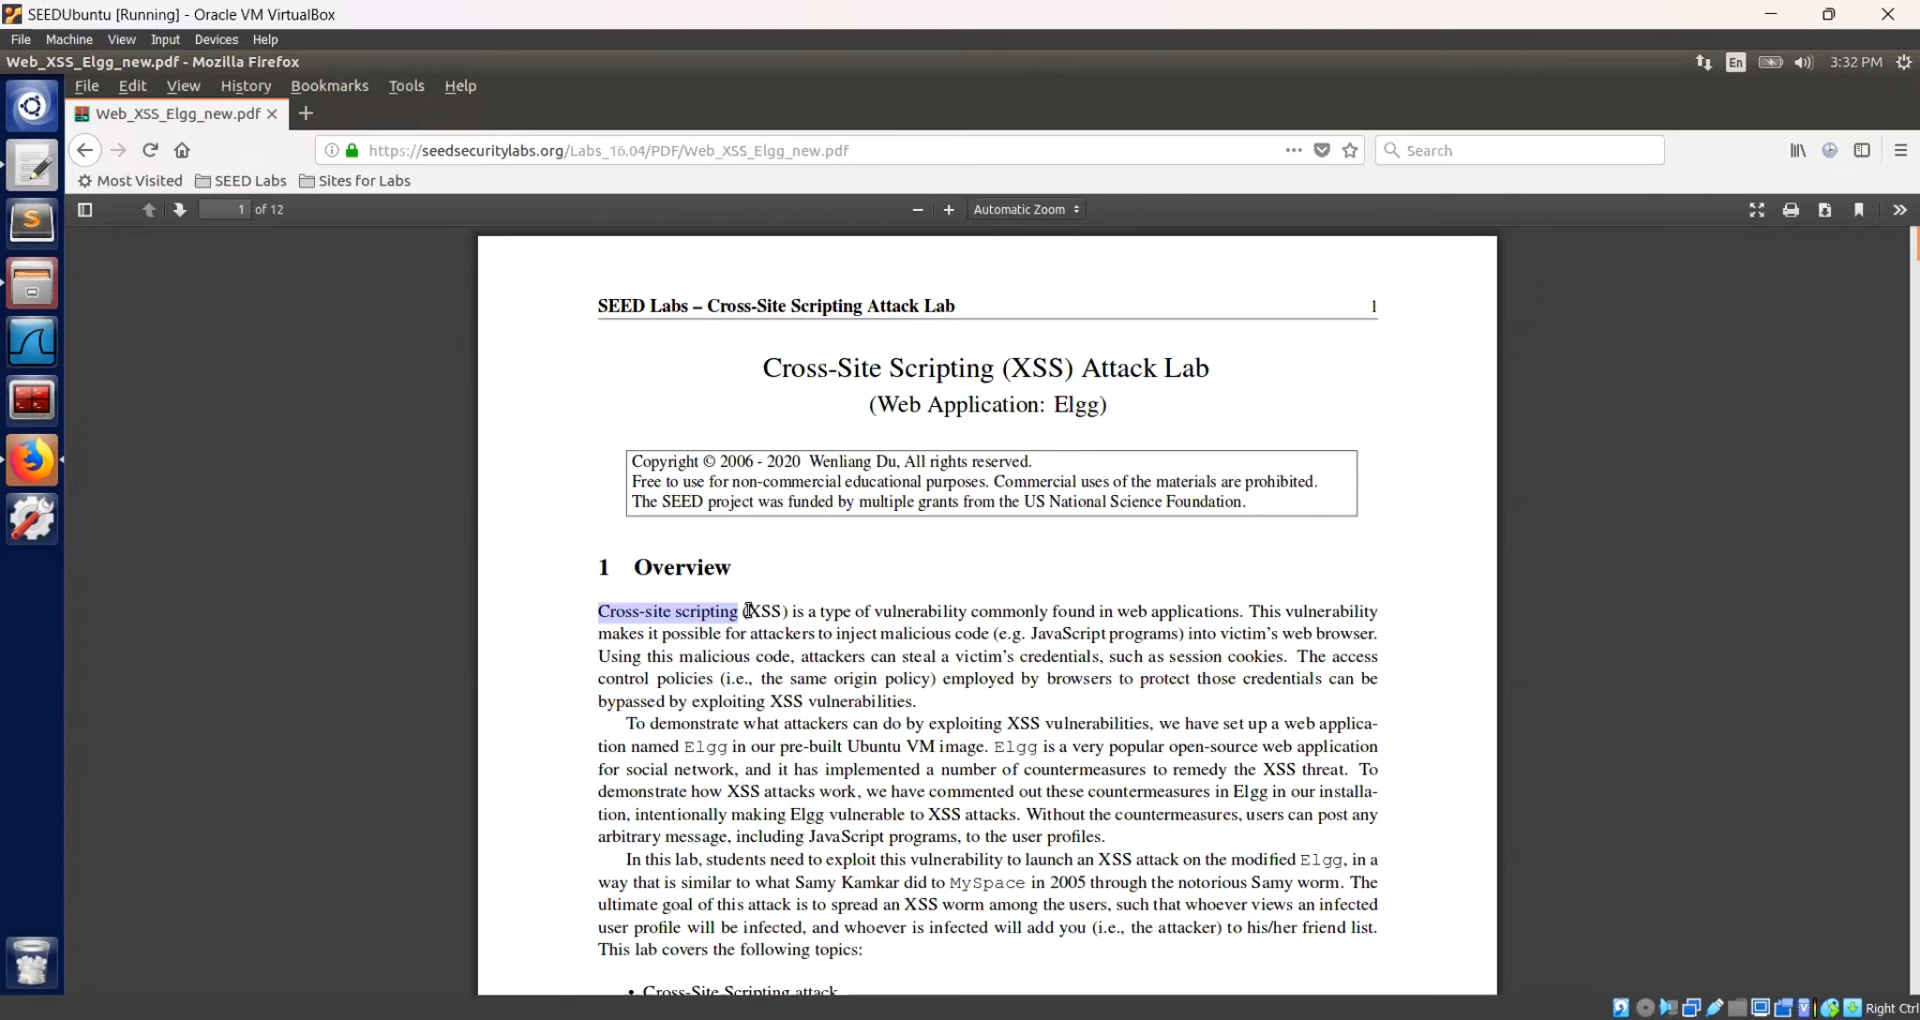 SEEDUbuntu [Running] - Oracle VM VirtualBox
File Machine View Input Devices Help
Web_XSS_Elgg_new.pdf - Mozilla Firefox
En 3:32 PM
File Edit View History Bookmarks Tools Help
Web_XSS_Elgg_new.pdf
https://seedsecuritylabs.org/Labs_16.04/PDF/Web_XSS_Elgg_new.pdf
Search
Most Visited SEED Labs Sites for Labs
1 of 12
Automatic Zoom
SEED Labs – Cross-Site Scripting Attack Lab 1
Cross-Site Scripting (XSS) Attack Lab
(Web Application: Elgg)
Copyright © 2006 - 2020 Wenliang Du, All rights reserved.
Free to use for non-commercial educational purposes. Commercial uses of the materials are prohibited.
The SEED project was funded by multiple grants from the US National Science Foundation.
1 Overview
Cross-site scripting (XSS) is a type of vulnerability commonly found in web applications. This vulnerability
makes it possible for attackers to inject malicious code (e.g. JavaScript programs) into victim's web browser.
Using this malicious code, attackers can steal a victim's credentials, such as session cookies. The access
control policies (i.e., the same origin policy) employed by browsers to protect those credentials can be
bypassed by exploiting XSS vulnerabilities.
To demonstrate what attackers can do by exploiting XSS vulnerabilities, we have set up a web applica-
tion named Elgg in our pre-built Ubuntu VM image. Elgg is a very popular open-source web application
for social network, and it has implemented a number of countermeasures to remedy the XSS threat. To
demonstrate how XSS attacks work, we have commented out these countermeasures in Elgg in our installa-
tion, intentionally making Elgg vulnerable to XSS attacks. Without the countermeasures, users can post any
arbitrary message, including JavaScript programs, to the user profiles.
In this lab, students need to exploit this vulnerability to launch an XSS attack on the modified Elgg, in a
way that is similar to what Samy Kamkar did to MySpace in 2005 through the notorious Samy worm. The
ultimate goal of this attack is to spread an XSS worm among the users, such that whoever views an infected
user profile will be infected, and whoever is infected will add you (i.e., the attacker) to his/her friend list.
This lab covers the following topics:
• Cross-Site Scripting attack
Right Ctrl